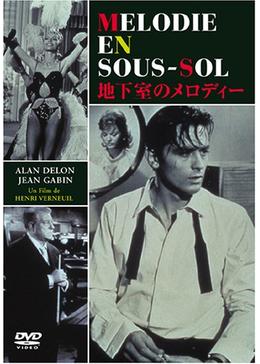 MELODIE
EN
SOUS-SOL
地下室のメロディー
ALAN DELON
JEAN GABIN
Un Film de
HENRI VERNEUIL
DVD
VIDEO